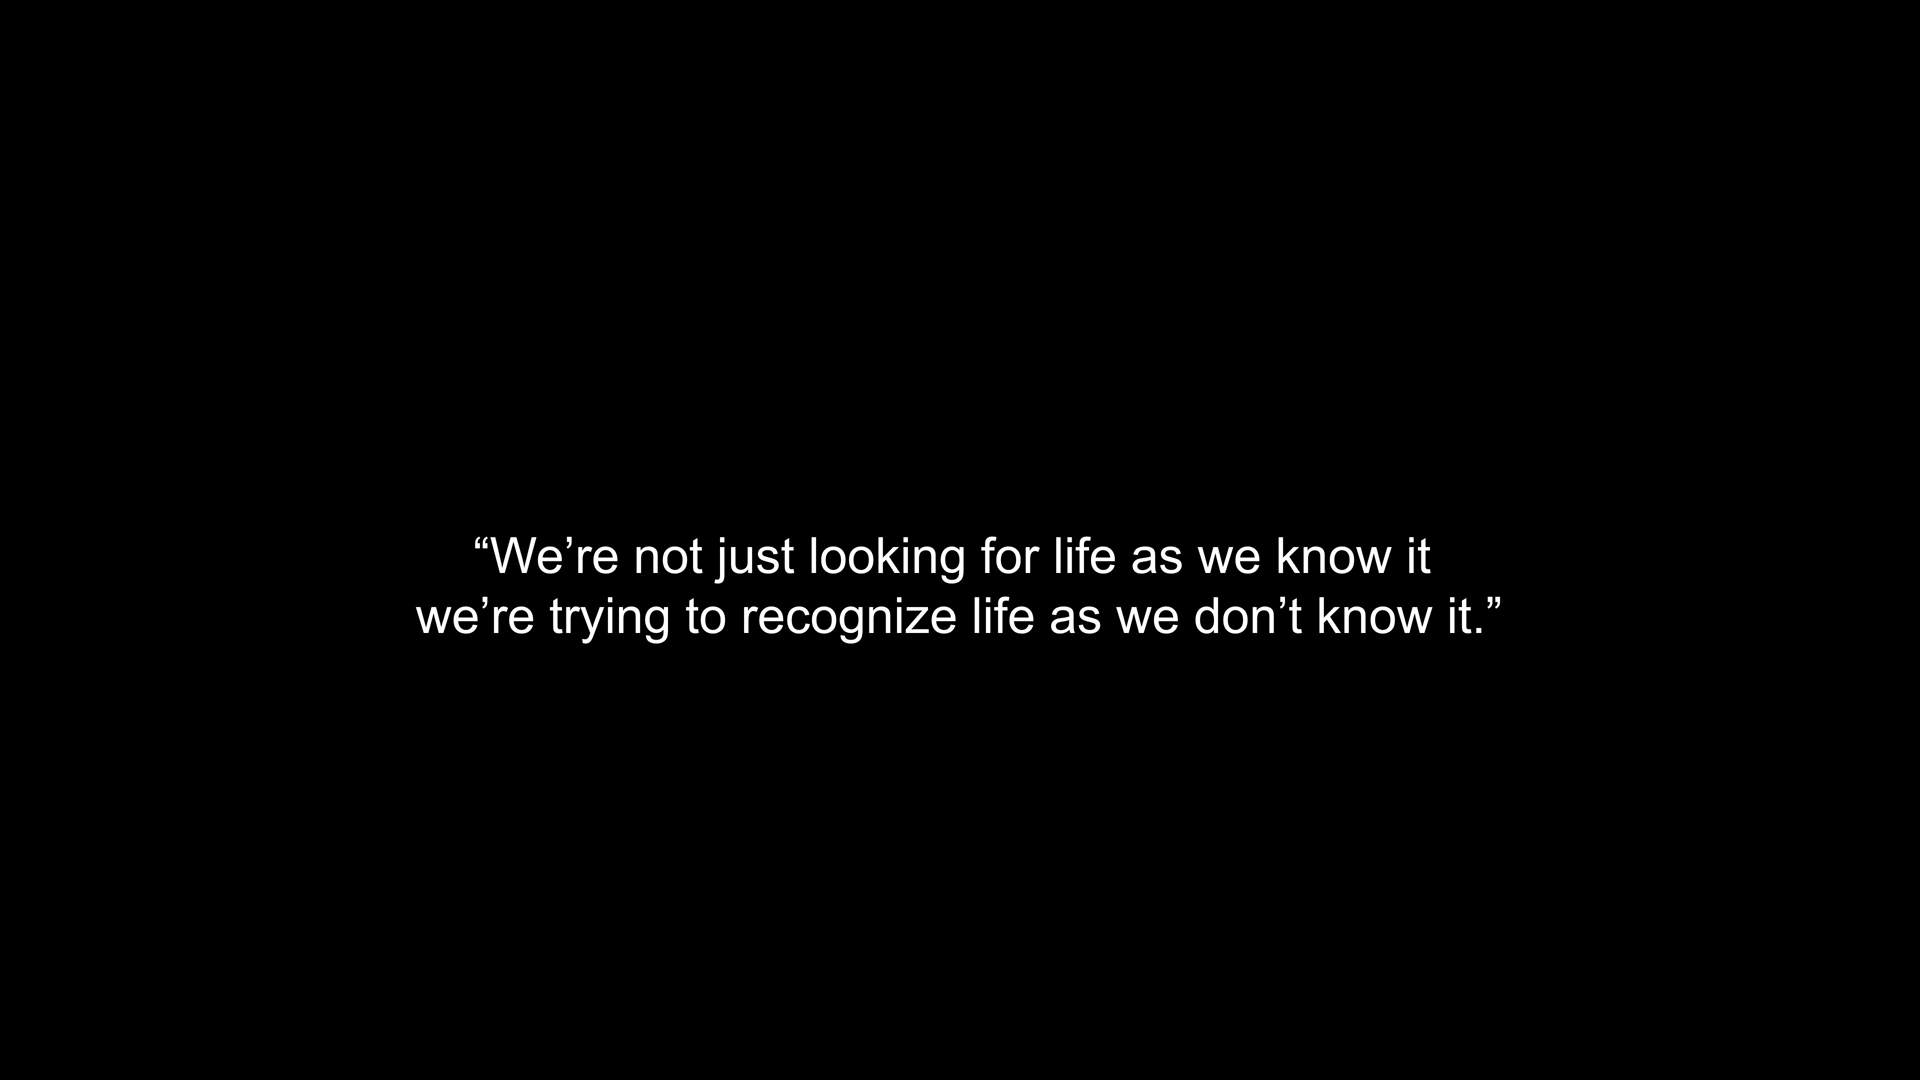 “We’re not just looking for life as we know it
we’re trying to recognize life as we don’t know it.”